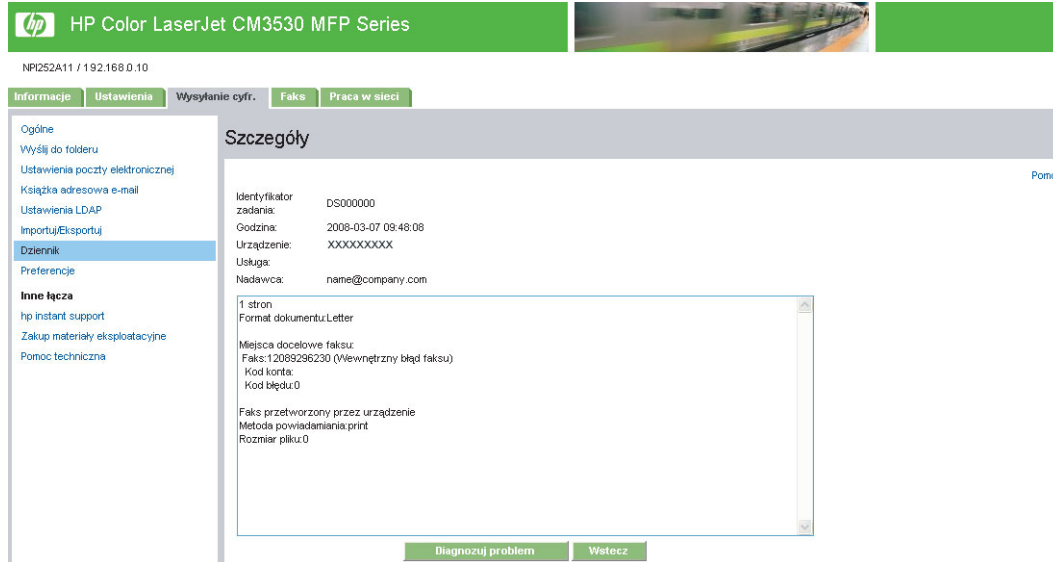 hp
HP Color LaserJet CM3530 MFP Series
NPI252A11 / 192.168.0.10
Informacje
Ustawienia
Wysyłanie cyfr.
Faks
Praca w sieci
Ogólne
Wyślij do folderu
Ustawienia poczty elektronicznej
Książka adresowa e-mail
Ustawienia LDAP
Importuj/Eksportuj
Dziennik
Preferencje
Inne łącza
hp instant support
Zakup materiały eksploatacyjne
Pomoc techniczna
Szczegóły
Pomo
Identyfikator
zadania: DS000000
Godzina: 2008-03-07 09:48:08
Urządzenie: XXXXXXXXX
Usługa:
Nadawca: name@company.com
1 stron
Format dokumentu:Letter
Miejsca docelowe faksu:
Faks:12089296230 (Wewnętrzny błąd faksu)
Kod konta:
Kod błędu:0
Faks przetworzony przez urządzenie
Metoda powiadamiania:print
Rozmiar pliku:0
Diagnozuj problem
Wstecz